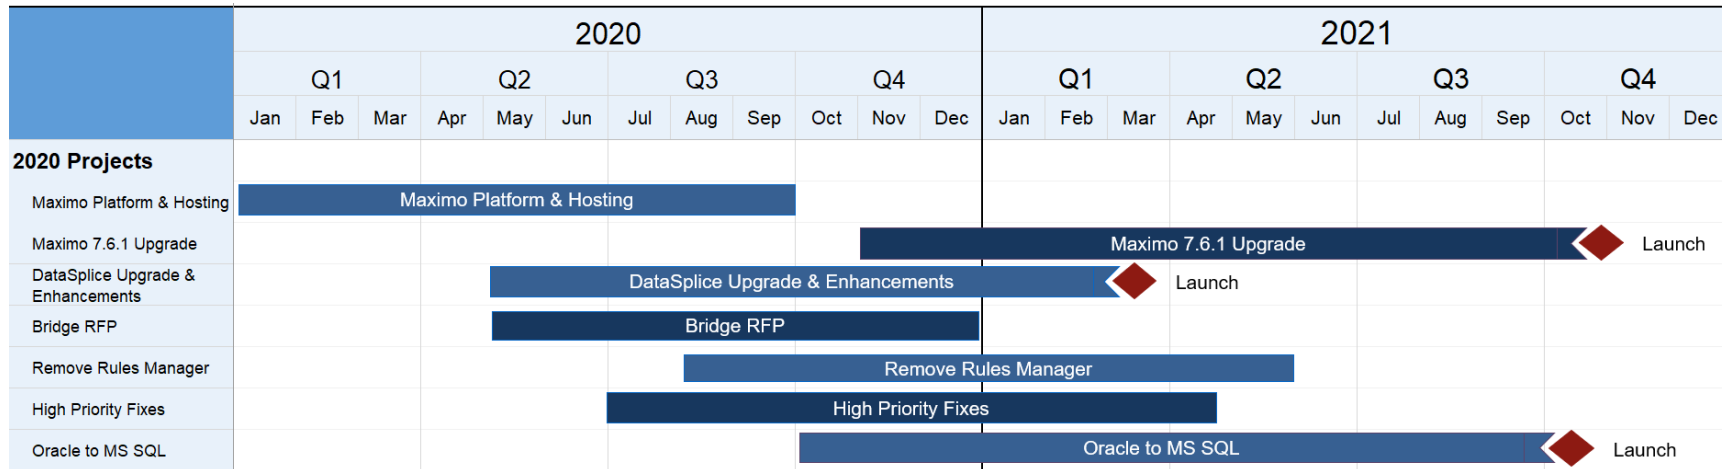 2020 2021
Q1 Q2 Q3 Q4 Q1 Q2 Q3 Q4
Jan Feb Mar Apr May Jun Jul Aug Sep Oct Nov Dec Jan Feb Mar Apr May Jun Jul Aug Sep Oct Nov Dec
2020 Projects
Maximo Platform & Hosting Maximo Platform & Hosting
Maximo 7.6.1 Upgrade Maximo 7.6.1 Upgrade Launch
DataSplice Upgrade &
Enhancements
DataSplice Upgrade & Enhancements Launch
Bridge RFP Bridge RFP
Remove Rules Manager Remove Rules Manager
High Priority Fixes High Priority Fixes
Oracle to MS SQL Oracle to MS SQL Launch